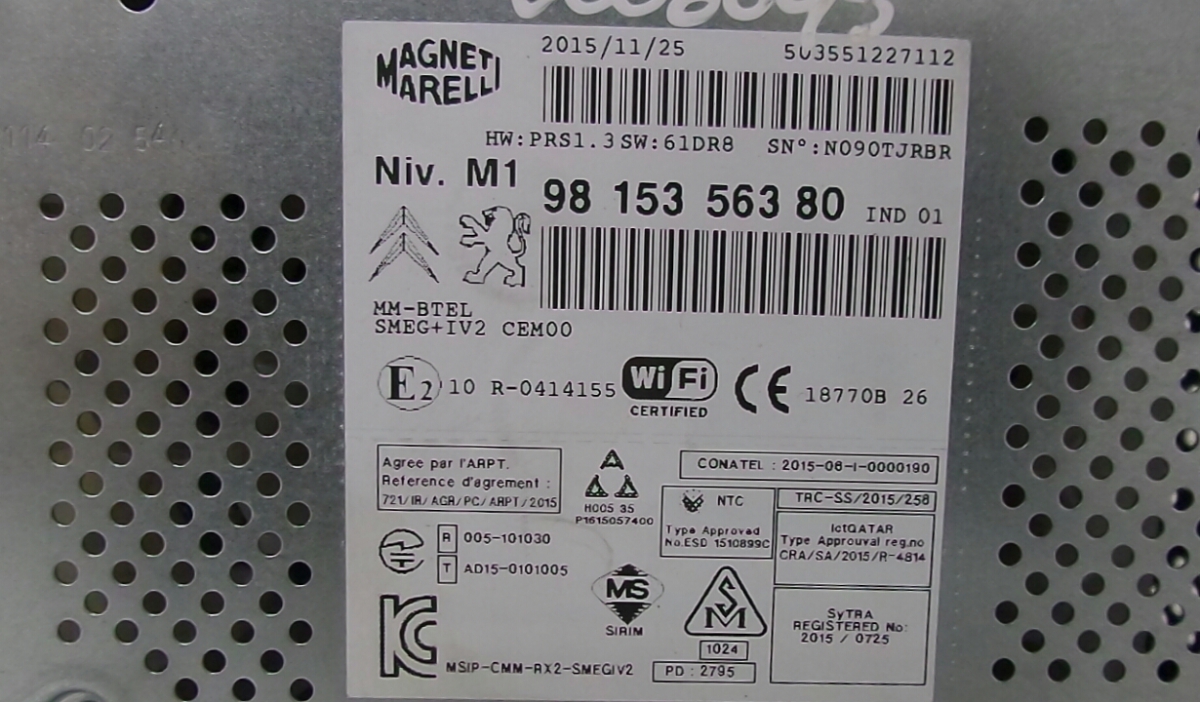 MAGNETI MARELLI
2015/11/25 503551227112
HW:PRS1.3 SW:61DR8 SN°:N090TJRBR
Niv. M1
98 153 563 80 IND 01
MM-BTEL
SMEG+IV2 CEM00
E2 10 R-0414155 Wi Fi CERTIFIED CE 18770B 26
Agree par l'ARPT.
Reference d'agrement :
721/IR/AGR/PC/ARPT/2015
H005 35
P1615057400
CONATEL : 2015-06-I-0000190
NTC
Type Approved
No.ESD 1510899C
TRC-SS/2015/258
ictQATAR
Type Approuval reg.no
CRA/SA/2015/R-4814
R 005-101030
T AD15-0101005
MS
SIRIM
SM
1024
PD : 2795
SyTRA
REGISTERED No:
2015 / 0725
KC
MSIP-CMM-RX2-SMEGIV2